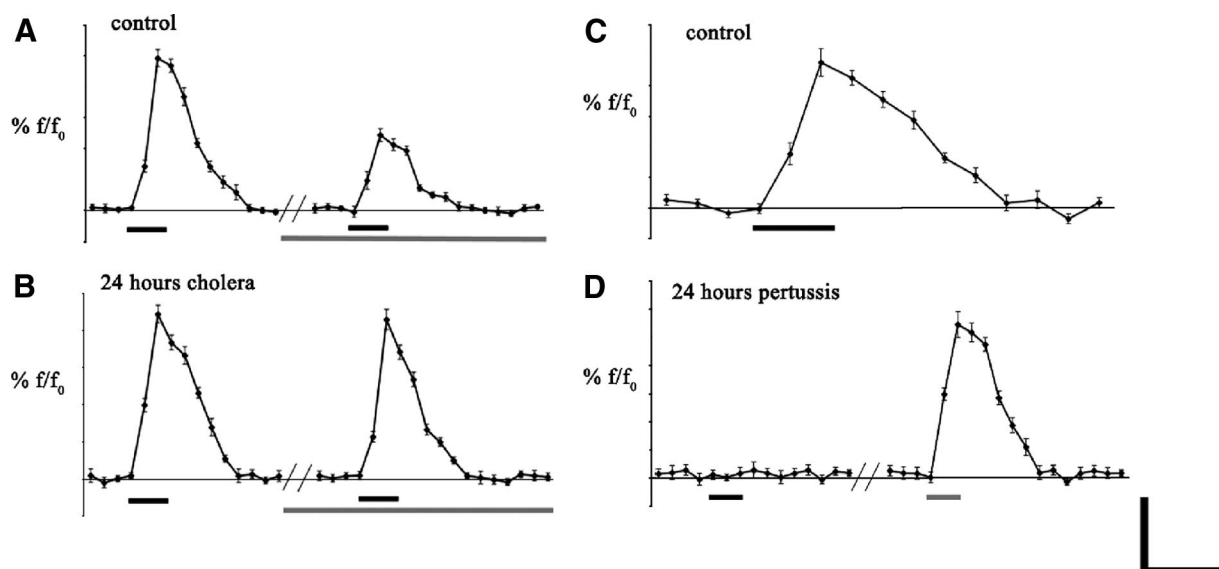 A
control
% f/f0
B
24 hours cholera
% f/f0
C
control
% f/f0
D
24 hours pertussis
% f/f0